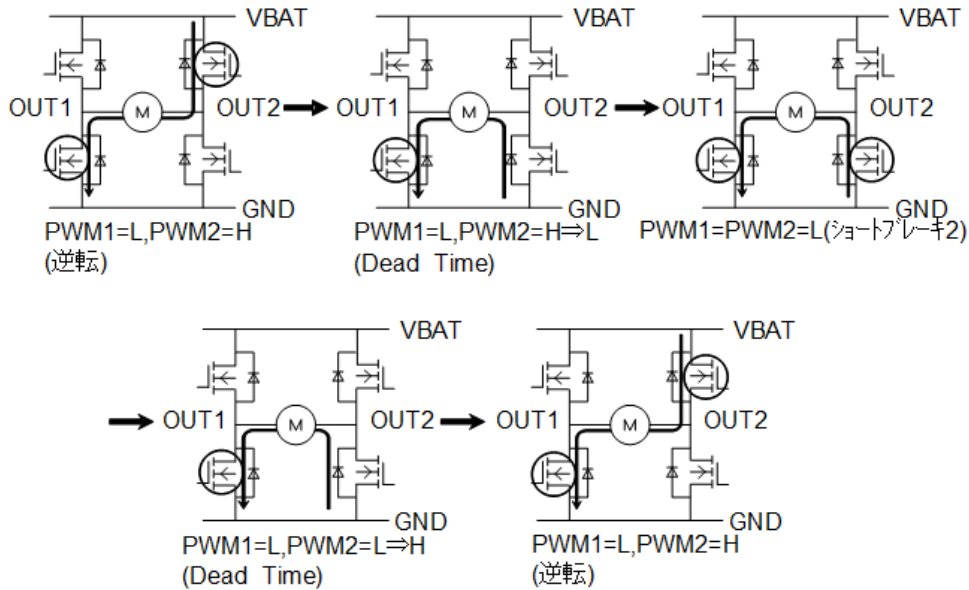 VBAT VBAT VBAT
OUT1 M OUT2 OUT1 M OUT2 OUT1 M OUT2
GND GND GND
PWM1=L,PWM2=H PWM1=L,PWM2=H⇒L PWM1=PWM2=L(ｼｮｰﾄﾌﾞﾚｰｷ2)
(逆転) (Dead Time)
VBAT VBAT
OUT1 M OUT2 OUT1 M OUT2
GND GND
PWM1=L,PWM2=L⇒H PWM1=L,PWM2=H
(Dead Time) (逆転)